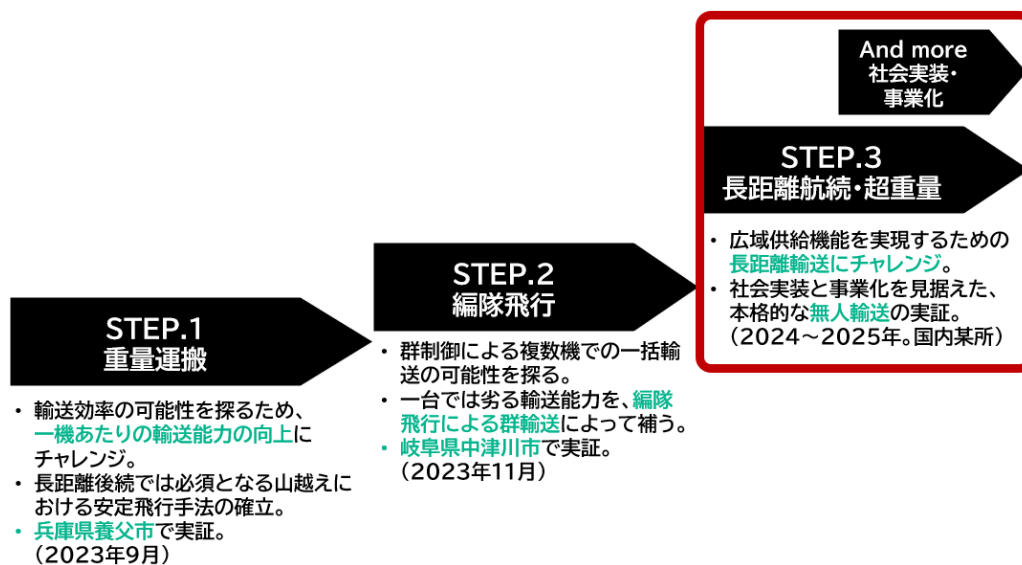 STEP.1
重量運搬
・ 輸送効率の可能性を探るため、
一機あたりの輸送能力の向上に
チャレンジ。
・ 長距離後続では必須となる山越えに
おける安定飛行手法の確立。
・ 兵庫県養父市で実証。
（2023年9月）
STEP.2
編隊飛行
・ 群制御による複数機での一括輸
送の可能性を探る。
・ 一台では劣る輸送能力を、編隊
飛行による群輸送によって補う。
・ 岐阜県中津川市で実証。
（2023年11月）
And more
社会実装・
事業化
STEP.3
長距離航続・超重量
・ 広域供給機能を実現するための
長距離輸送にチャレンジ。
・ 社会実装と事業化を見据えた、
本格的な無人輸送の実証。
（2024～2025年。国内某所）